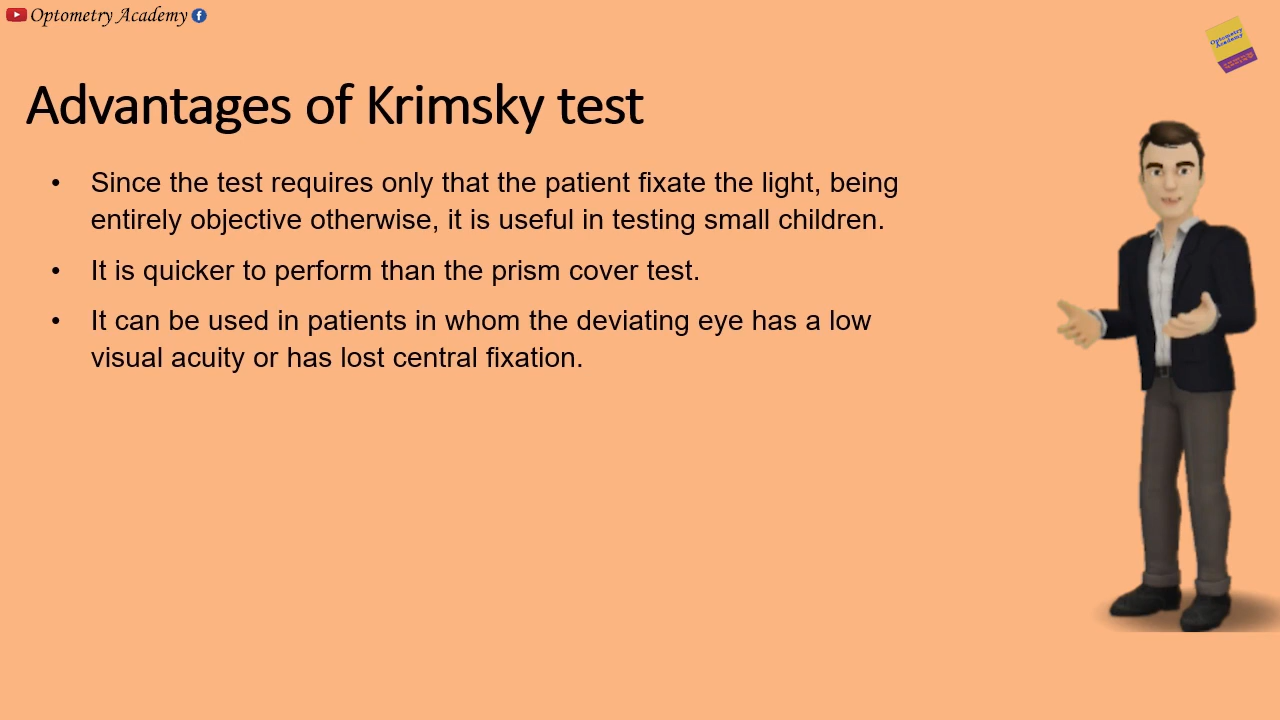 Optometry Academy
Optometry
Academy
Advantages of Krimsky test
• Since the test requires only that the patient fixate the light, being
entirely objective otherwise, it is useful in testing small children.
• It is quicker to perform than the prism cover test.
• It can be used in patients in whom the deviating eye has a low
visual acuity or has lost central fixation.